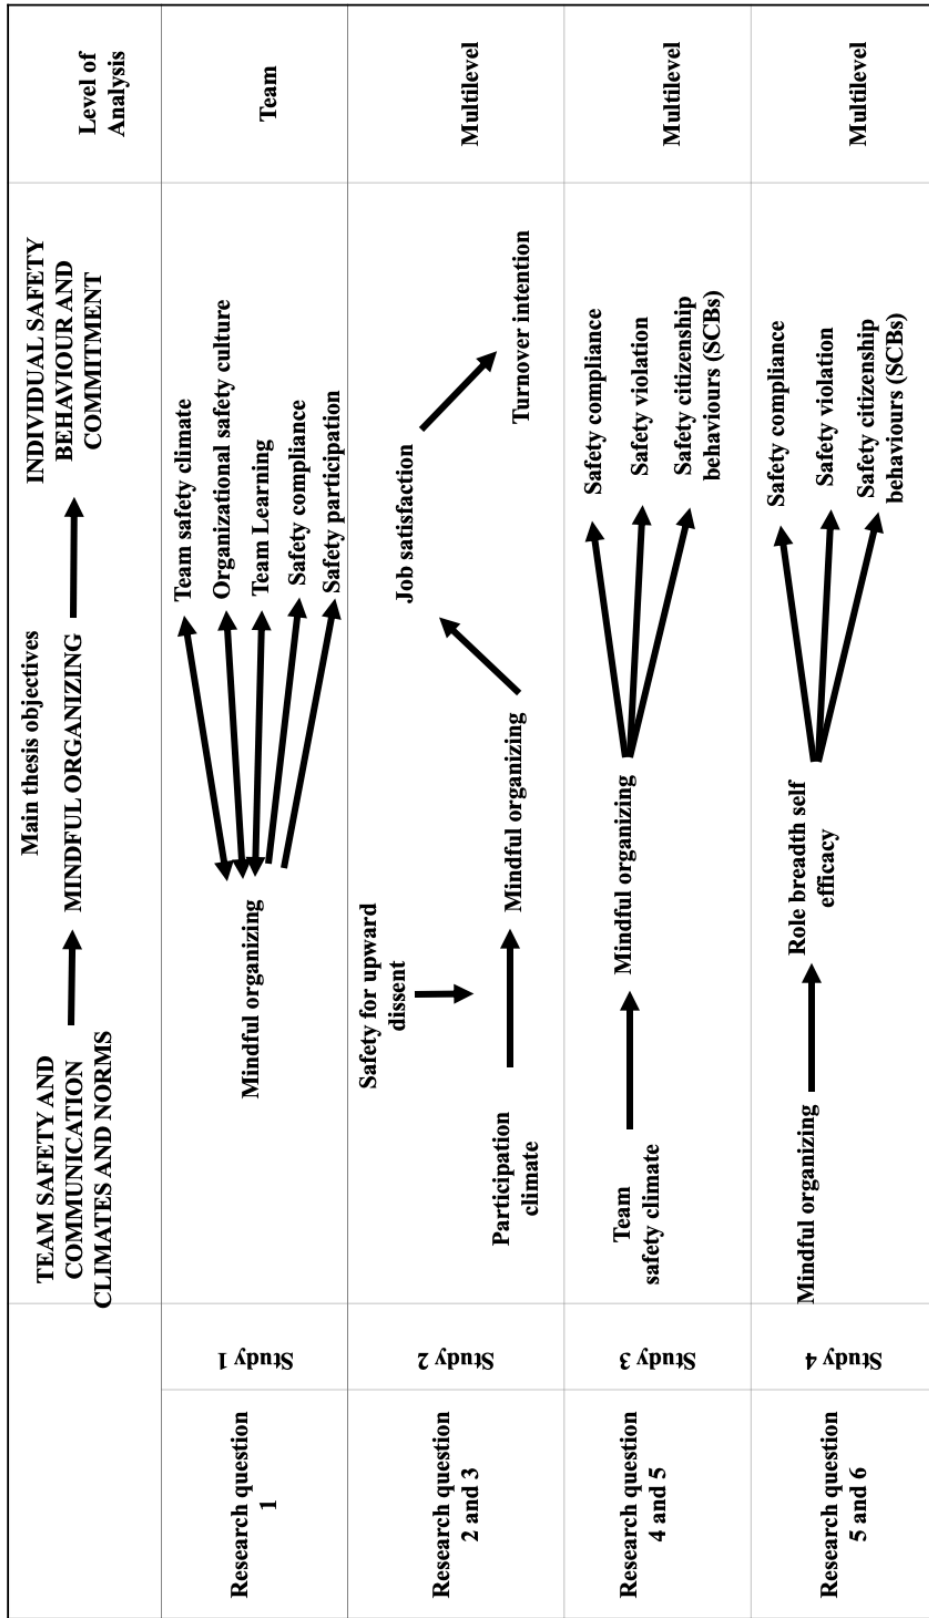 Main thesis objectives
TEAM SAFETY AND
COMMUNICATION
CLIMATES AND NORMS
MINDFUL ORGANIZING
INDIVIDUAL SAFETY
BEHAVIOUR AND
COMMITMENT
Level of
Analysis
Research question
1
Study 1
Mindful organizing
Team safety climate
Organizational safety culture
Team Learning
Safety compliance
Safety participation
Team
Research question
2 and 3
Study 2
Safety for upward
dissent
Participation
climate
Mindful organizing
Job satisfaction
Turnover intention
Multilevel
Research question
4 and 5
Study 3
Team
safety climate
Mindful organizing
Safety compliance
Safety violation
Safety citizenship
behaviours (SCBs)
Multilevel
Research question
5 and 6
Study 4
Mindful organizing
Role breadth self
efficacy
Safety compliance
Safety violation
Safety citizenship
behaviours (SCBs)
Multilevel